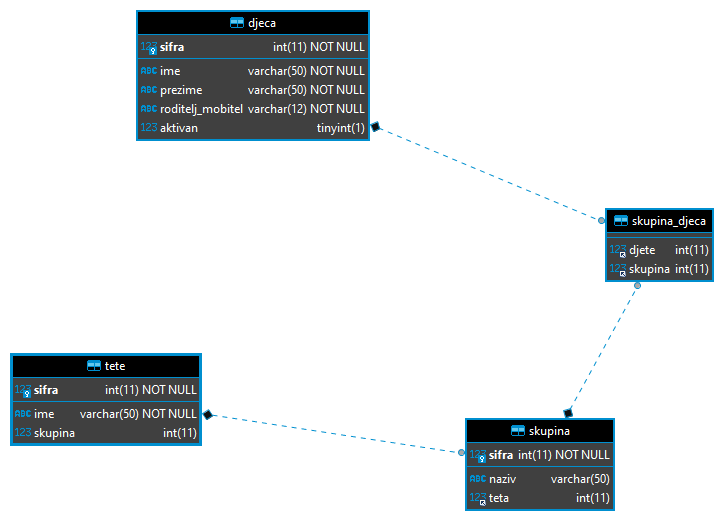 djeca
123 sifra int(11) NOT NULL
ABC ime varchar(50) NOT NULL
ABC prezime varchar(50) NOT NULL
ABC roditelj_mobitel varchar(12) NOT NULL
123 aktivan tinyint(1)
skupina_djeca
123 djete int(11)
123 skupina int(11)
tete
123 sifra int(11) NOT NULL
ABC ime varchar(50) NOT NULL
123 skupina int(11)
skupina
123 sifra int(11) NOT NULL
ABC naziv varchar(50)
123 teta int(11)